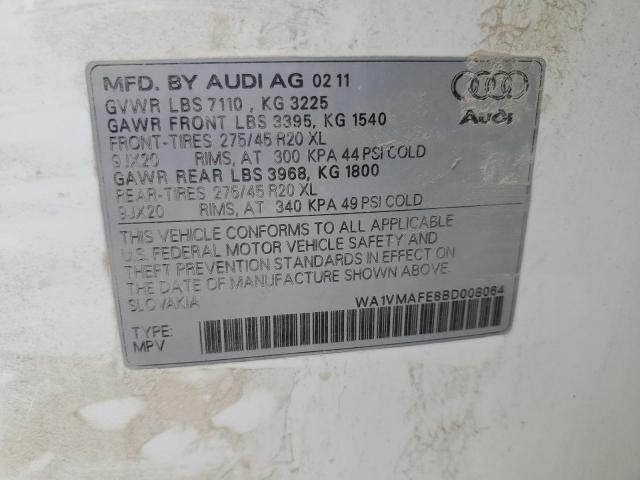 MFD. BY AUDI AG 02 11
GVWR LBS 7110 , KG 3225
GAWR FRONT LBS 3395, KG 1540
FRONT-TIRES 275/45 R20 XL
9JX20 RIMS, AT 300 KPA 44 PSI COLD
GAWR REAR LBS 3968, KG 1800
REAR-TIRES 275/45 R20 XL
9JX20 RIMS, AT 340 KPA 49 PSI COLD
THIS VEHICLE CONFORMS TO ALL APPLICABLE
U.S. FEDERAL MOTOR VEHICLE SAFETY AND
THEFT PREVENTION STANDARDS IN EFFECT ON
THE DATE OF MANUFACTURE SHOWN ABOVE.
SLOVAKIA
WA1VMAFE8BD008064
TYPE:
MPV
Audi